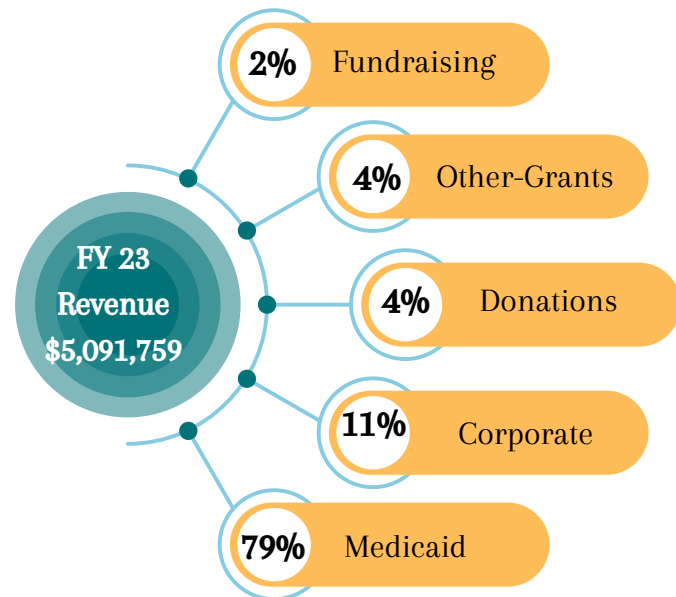 2% Fundraising
4% Other-Grants
FY 23
Revenue
$5,091,759
4% Donations
11% Corporate
79% Medicaid